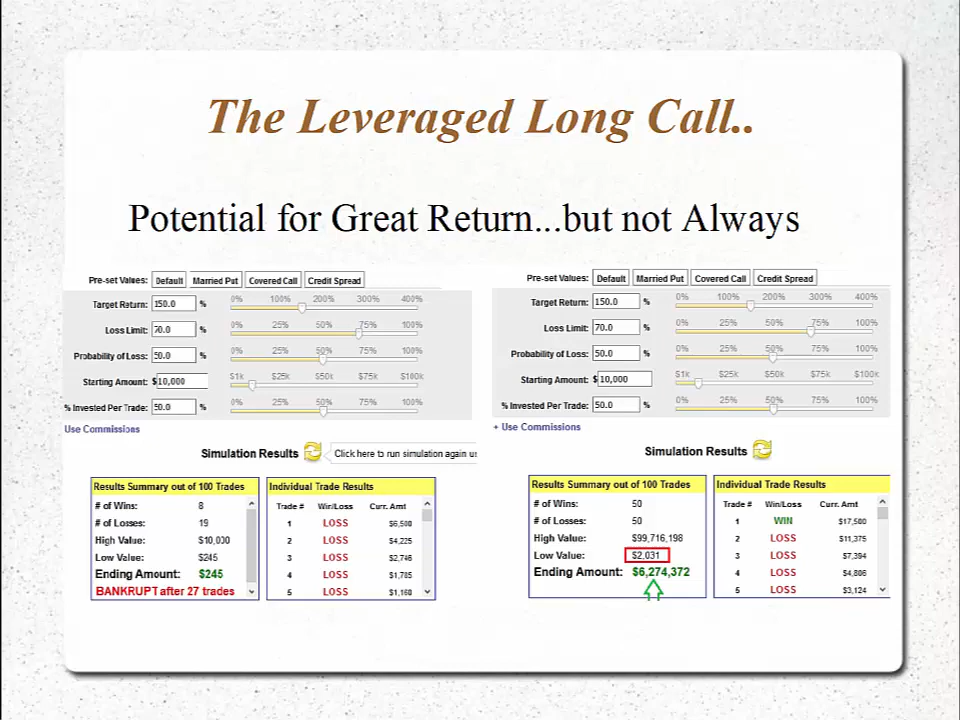 The Leveraged Long Call..
Potential for Great Return...but not Always
Pre-set Values: Default Married Put Covered Call Credit Spread
Target Return: 150.0 % 0% 100% 200% 300% 400%
Loss Limit: 70.0 % 0% 25% 50% 75% 100%
Probability of Loss: 50.0 % 0% 25% 50% 75% 100%
Starting Amount: $ 10,000 $1k $25k $50k $75k $100k
% Invested Per Trade: 50.0 % 0% 25% 50% 75% 100%
Use Commissions
Simulation Results Click here to run simulation again us
Results Summary out of 100 Trades
# of Wins: 8
# of Losses: 19
High Value: $10,000
Low Value: $245
Ending Amount: $245
BANKRUPT after 27 trades
Individual Trade Results
Trade # Win/Loss Curr. Amt
1 LOSS $6,500
2 LOSS $4,225
3 LOSS $2,746
4 LOSS $1,785
5 LOSS $1,160
Pre-set Values: Default Married Put Covered Call Credit Spread
Target Return: 150.0 % 0% 100% 200% 300% 400%
Loss Limit: 70.0 % 0% 25% 50% 75% 100%
Probability of Loss: 50.0 % 0% 25% 50% 75% 100%
Starting Amount: $ 10,000 $1k $25k $50k $75k $100k
% Invested Per Trade: 50.0 % 0% 25% 50% 75% 100%
+ Use Commissions
Simulation Results
Results Summary out of 100 Trades
# of Wins: 50
# of Losses: 50
High Value: $99,716,198
Low Value: $2,031
Ending Amount: $6,274,372
Individual Trade Results
Trade # Win/Loss Curr. Amt
1 WIN $17,500
2 LOSS $11,375
3 LOSS $7,394
4 LOSS $4,806
5 LOSS $3,124